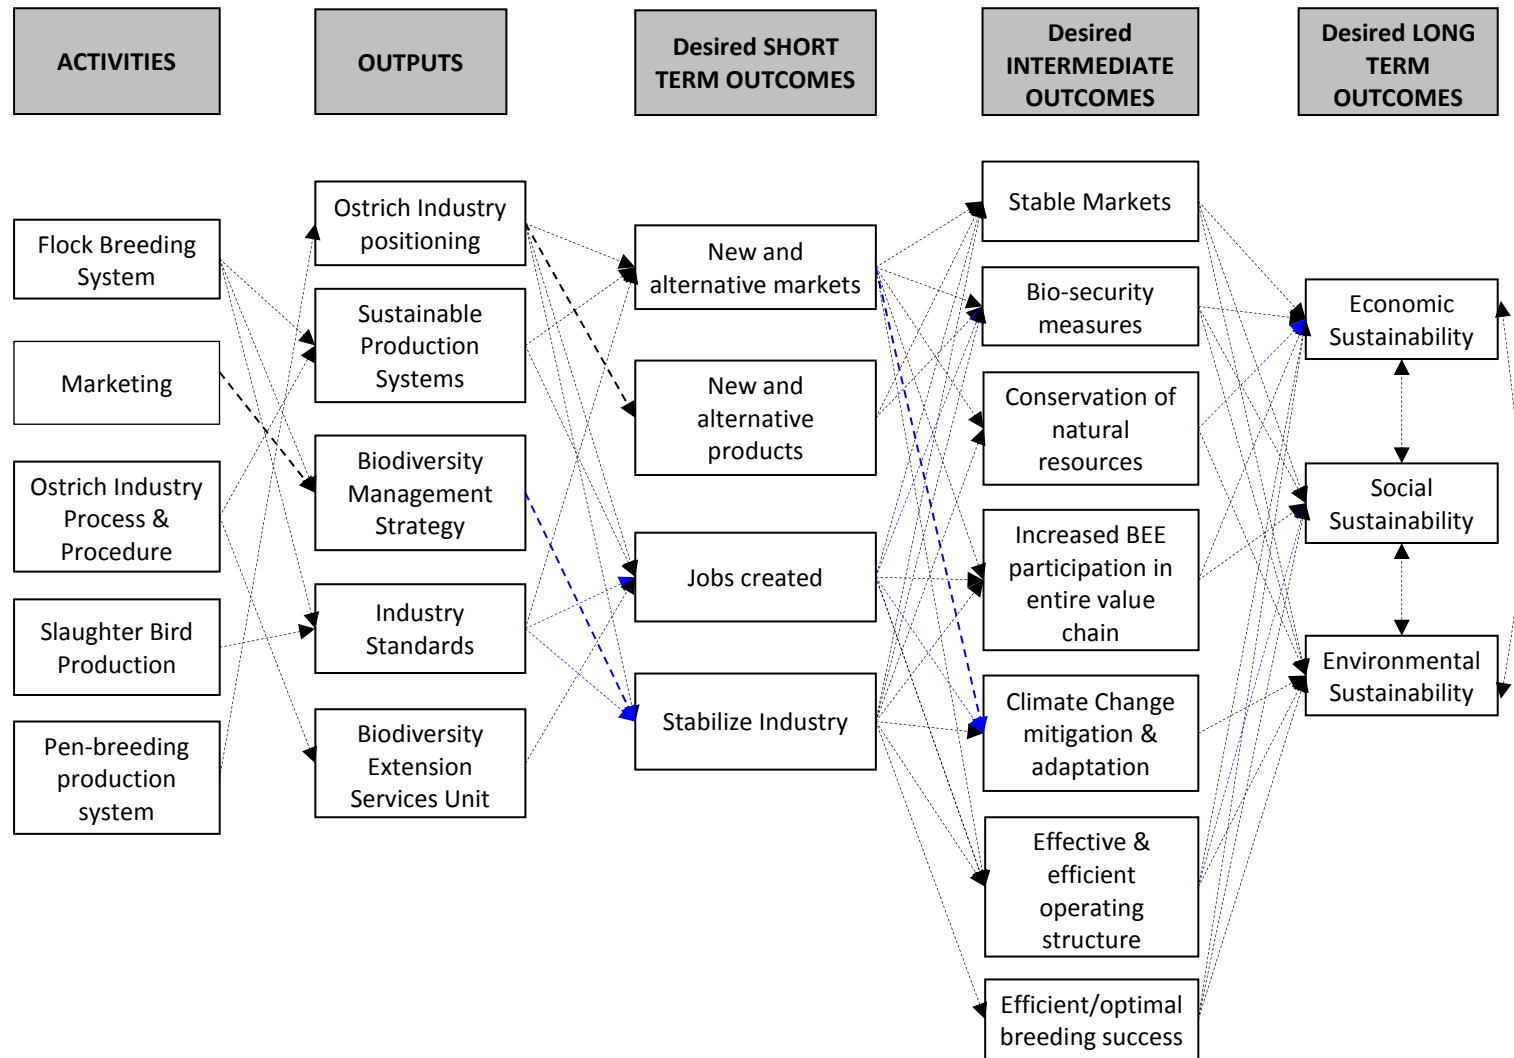 ACTIVITIES
OUTPUTS
Desired SHORT
TERM OUTCOMES
Desired
INTERMEDIATE
OUTCOMES
Desired LONG
TERM
OUTCOMES
Flock Breeding
System
Marketing
Ostrich Industry
Process &
Procedure
Slaughter Bird
Production
Pen-breeding
production
system
Ostrich Industry
positioning
Sustainable
Production
Systems
Biodiversity
Management
Strategy
Industry
Standards
Biodiversity
Extension
Services Unit
New and
alternative markets
New and
alternative
products
Jobs created
Stabilize Industry
Stable Markets
Bio-security
measures
Conservation of
natural
resources
Increased BEE
participation in
entire value
chain
Climate Change
mitigation &
adaptation
Effective &
efficient
operating
structure
Efficient/optimal
breeding success
Economic
Sustainability
Social
Sustainability
Environmental
Sustainability